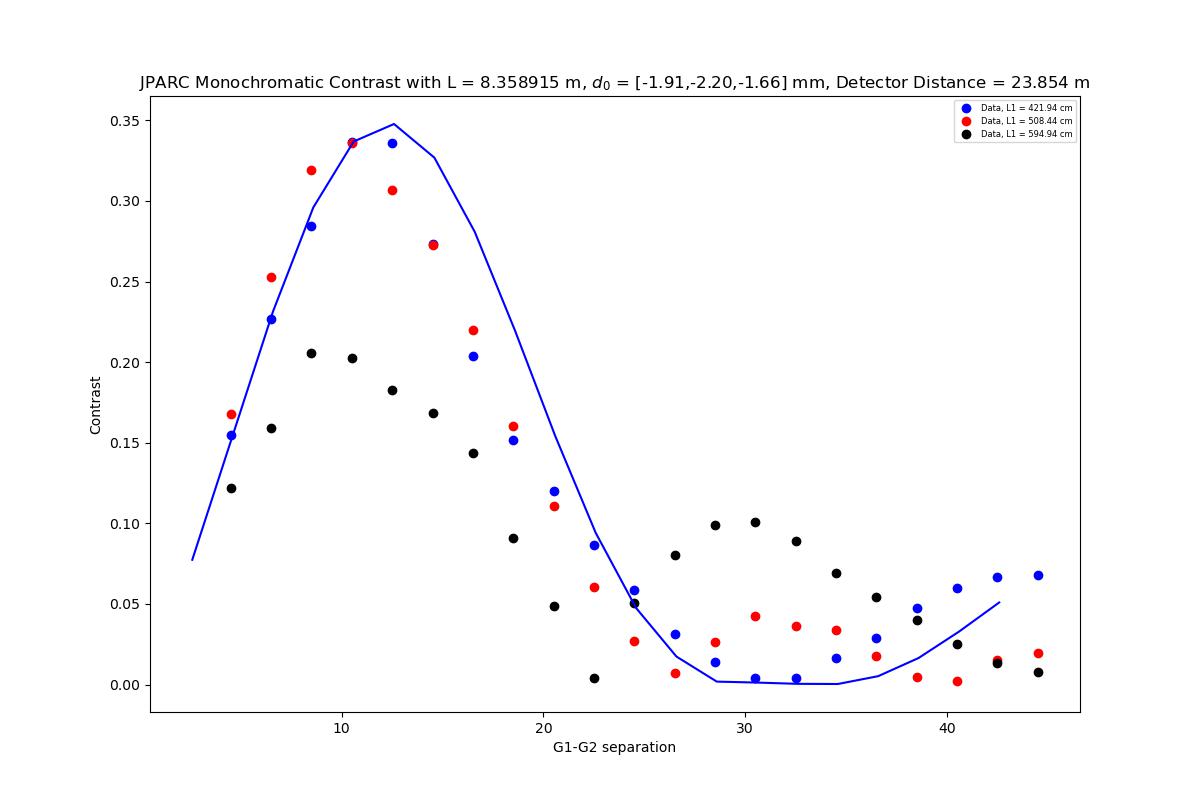 JPARC Monochromatic Contrast with L = 8.358915 m, d₀ = [-1.91,-2.20,-1.66] mm, Detector Distance = 23.854 m
Data, L1 = 421.94 cm
Data, L1 = 508.44 cm
Data, L1 = 594.94 cm
0.35
0.30
0.25
0.20
0.15
0.10
0.05
0.00
Contrast
10 20 30 40
G1-G2 separation